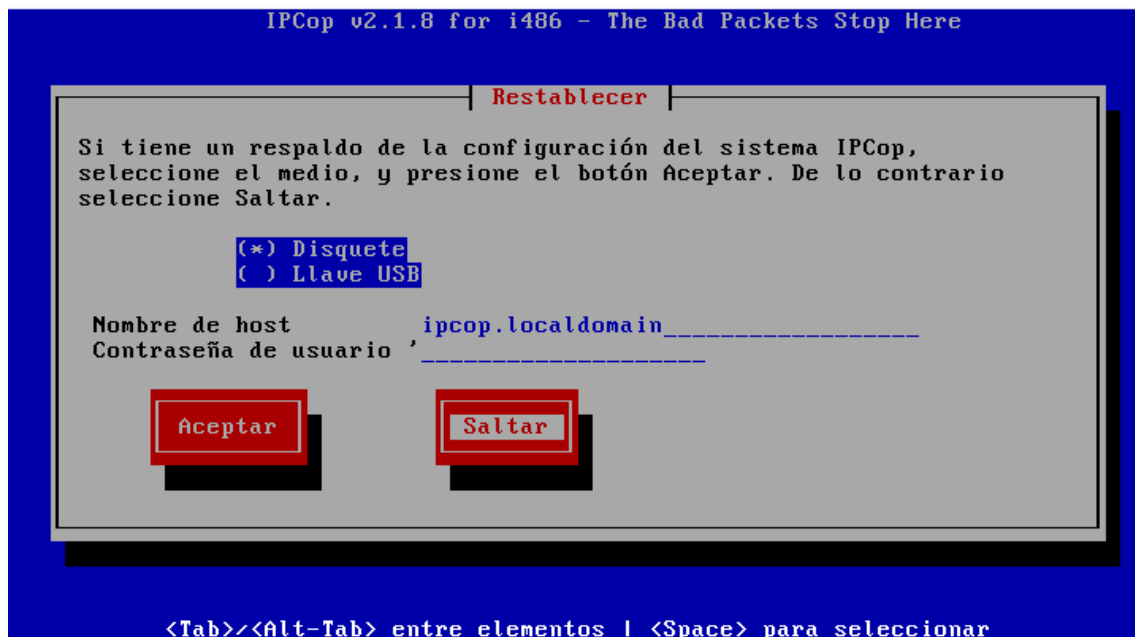 IPCop v2.1.8 for i486 - The Bad Packets Stop Here
Restablecer
Si tiene un respaldo de la configuración del sistema IPCop,
seleccione el medio, y presione el botón Aceptar. De lo contrario
seleccione Saltar.
(*) Disquete
( ) Llave USB
Nombre de host ipcop.localdomain__________________
Contraseña de usuario '____________________
Aceptar Saltar
<Tab>/<Alt-Tab> entre elementos | <Space> para seleccionar